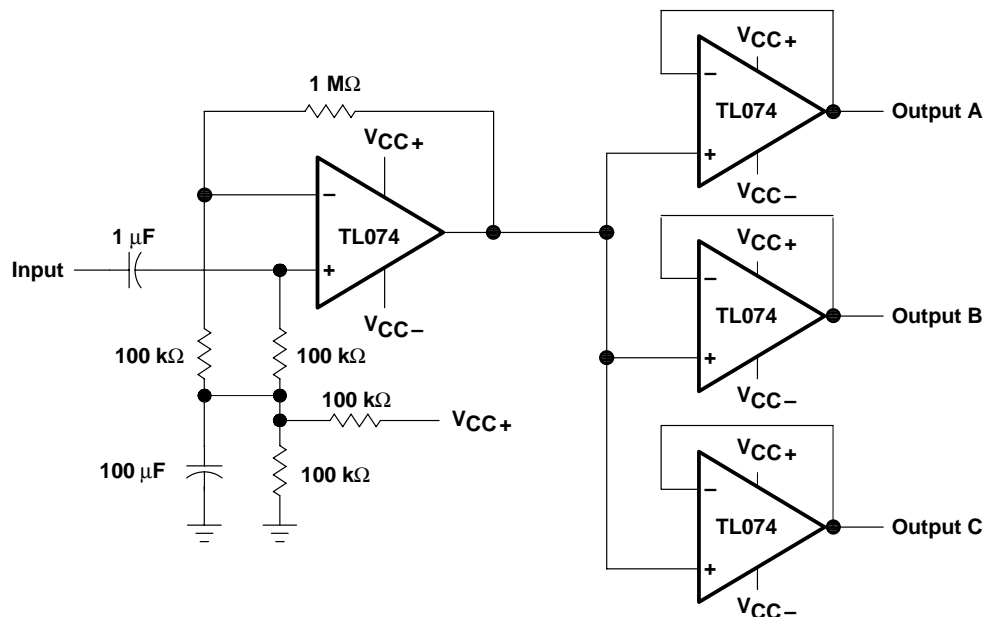 VCC+
−
TL074
Output A
+
VCC−
1 MΩ
VCC+
−
TL074
+
VCC−
1 μF
Input
100 kΩ
100 kΩ
100 kΩ
VCC+
100 μF
100 kΩ
VCC+
−
TL074
Output B
+
VCC−
VCC+
−
TL074
Output C
+
VCC−